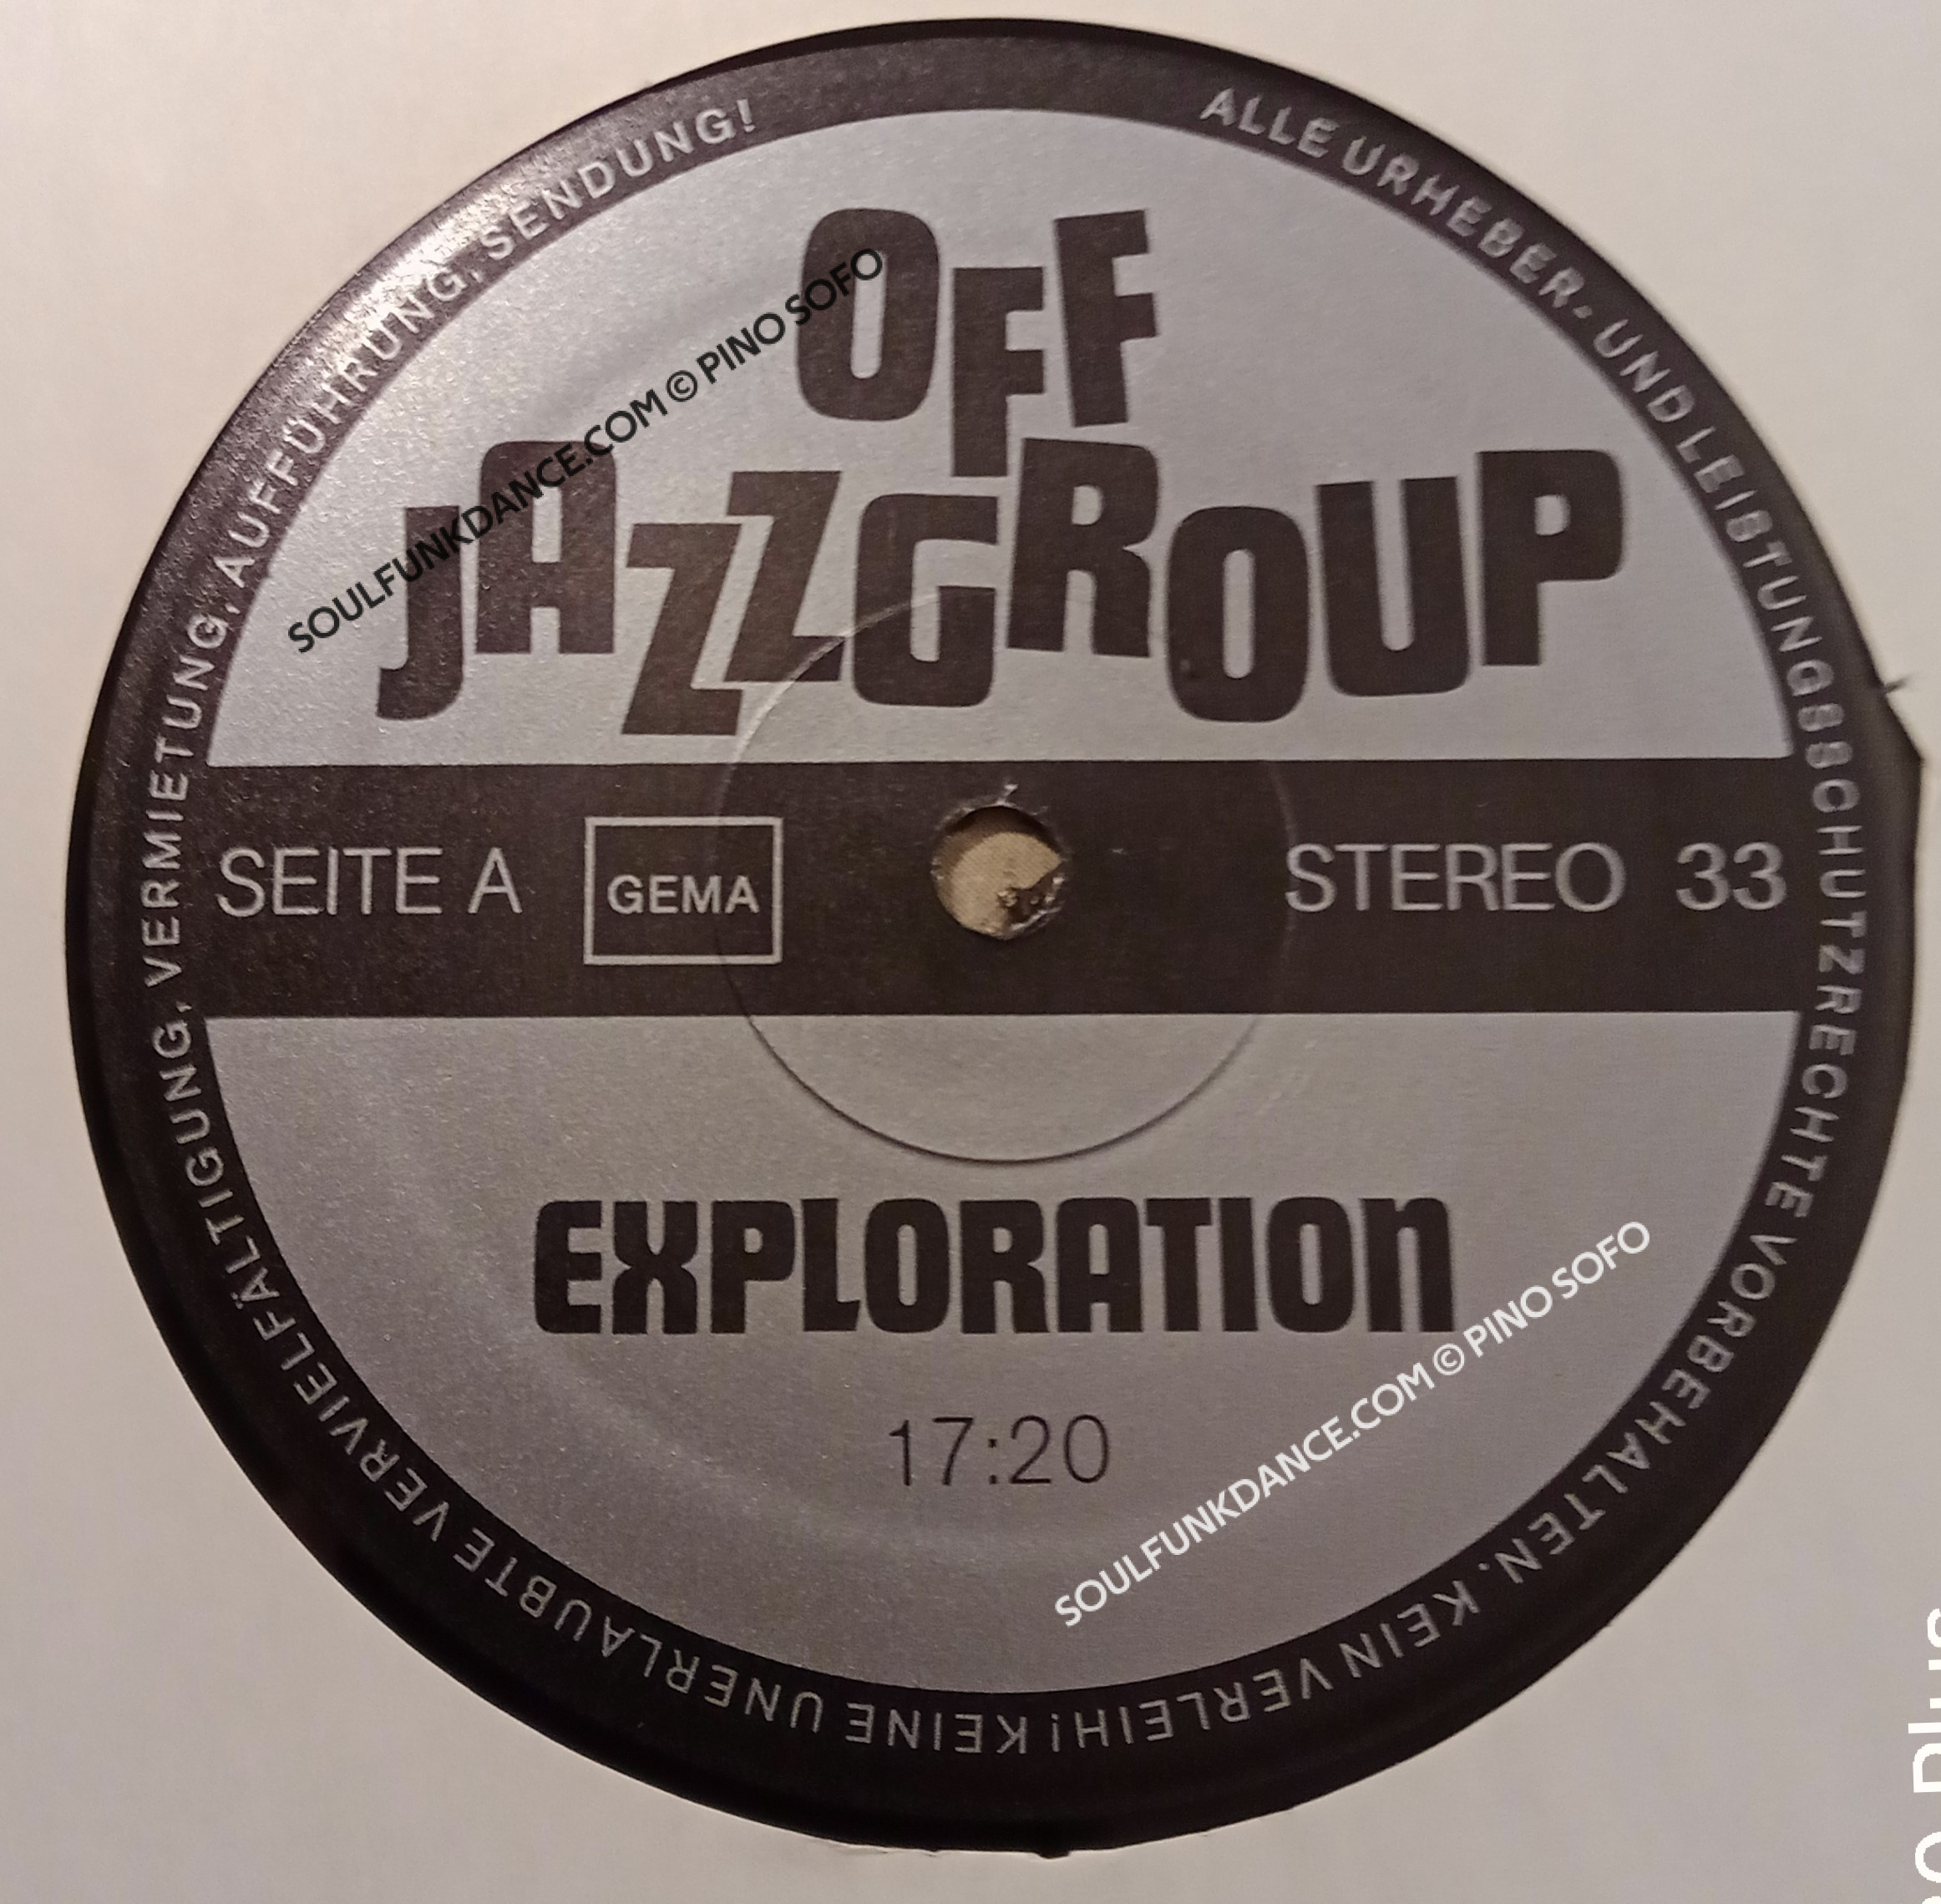 ALLE URHEBER- UND LEISTUNGSSCHUTZRECHTE VORBEHALTEN. KEIN VERLEIH! KEINE UNERLAUBTE VERVIELFÄLTIGUNG, VERMIETUNG, AUFFÜHRUNG, SENDUNG!
OFF
JAZZGROUP
SOULFUNKDANCE.COM © PINO SOFO
SEITE A
GEMA
STEREO 33
EXPLORATION
17:20
SOULFUNKDANCE.COM © PINO SOFO
Plus